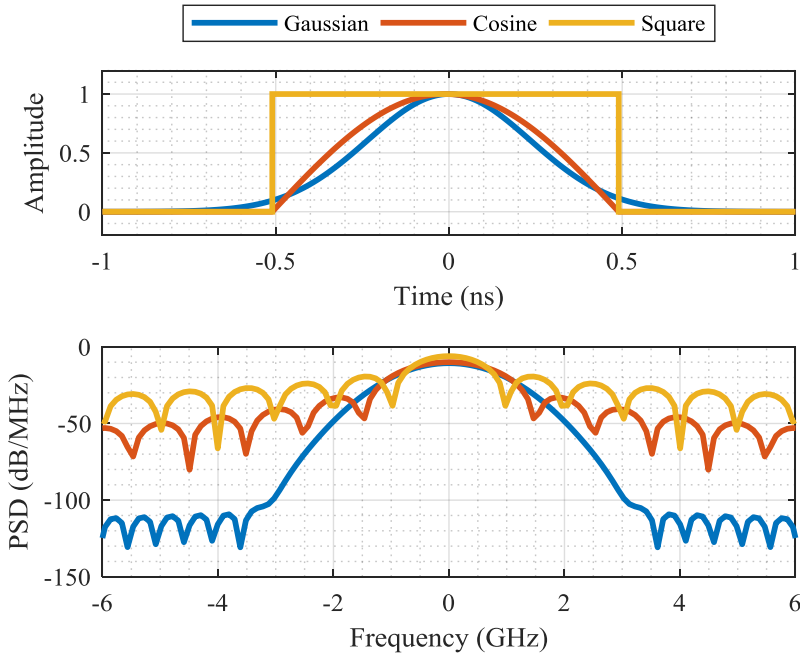 Gaussian Cosine Square
Amplitude
1
0.5
0
-1 -0.5 0 0.5 1
Time (ns)
PSD (dB/MHz)
0
-50
-100
-150
-6 -4 -2 0 2 4 6
Frequency (GHz)